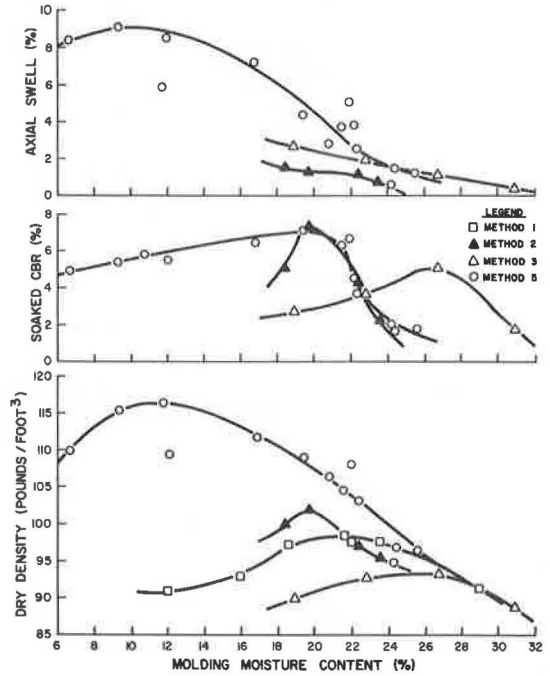 10
8
6
4
2
0
AXIAL SWELL (%)
8
6
4
2
0
SOAKED CBR (%)
LEGEND
METHOD 1
METHOD 2
METHOD 3
METHOD 5
120
115
110
105
100
95
90
85
DRY DENSITY (POUNDS/FOOT³)
6 8 10 12 14 16 18 20 22 24 26 28 30 32
MOLDING MOISTURE CONTENT (%)